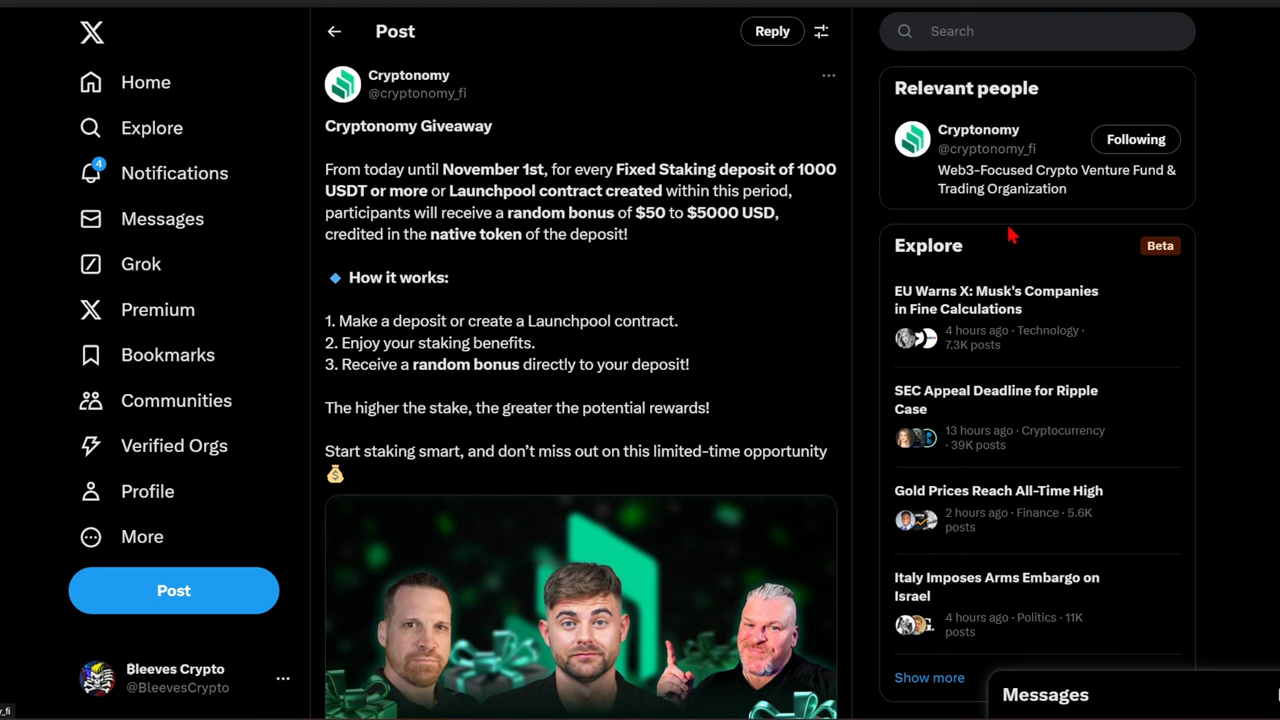 Home
Explore
4
Notifications
Messages
Grok
Premium
Bookmarks
Communities
Verified Orgs
Profile
More
Post
Bleeves Crypto
@BleevesCrypto
y_fi
Post
Reply
Cryptonomy
@cryptonomy_fi
Cryptonomy Giveaway
From today until November 1st, for every Fixed Staking deposit of 1000
USDT or more or Launchpool contract created within this period,
participants will receive a random bonus of $50 to $5000 USD,
credited in the native token of the deposit!
🔹 How it works:
1. Make a deposit or create a Launchpool contract.
2. Enjoy your staking benefits.
3. Receive a random bonus directly to your deposit!
The higher the stake, the greater the potential rewards!
Start staking smart, and don’t miss out on this limited-time opportunity
💰
Search
Relevant people
Cryptonomy
@cryptonomy_fi
Following
Web3-Focused Crypto Venture Fund &
Trading Organization
Explore
Beta
EU Warns X: Musk's Companies
in Fine Calculations
4 hours ago · Technology ·
7.3K posts
SEC Appeal Deadline for Ripple
Case
13 hours ago · Cryptocurrency
· 39K posts
Gold Prices Reach All-Time High
2 hours ago · Finance · 5.6K
posts
Italy Imposes Arms Embargo on
Israel
4 hours ago · Politics · 11K
posts
Show more
Messages